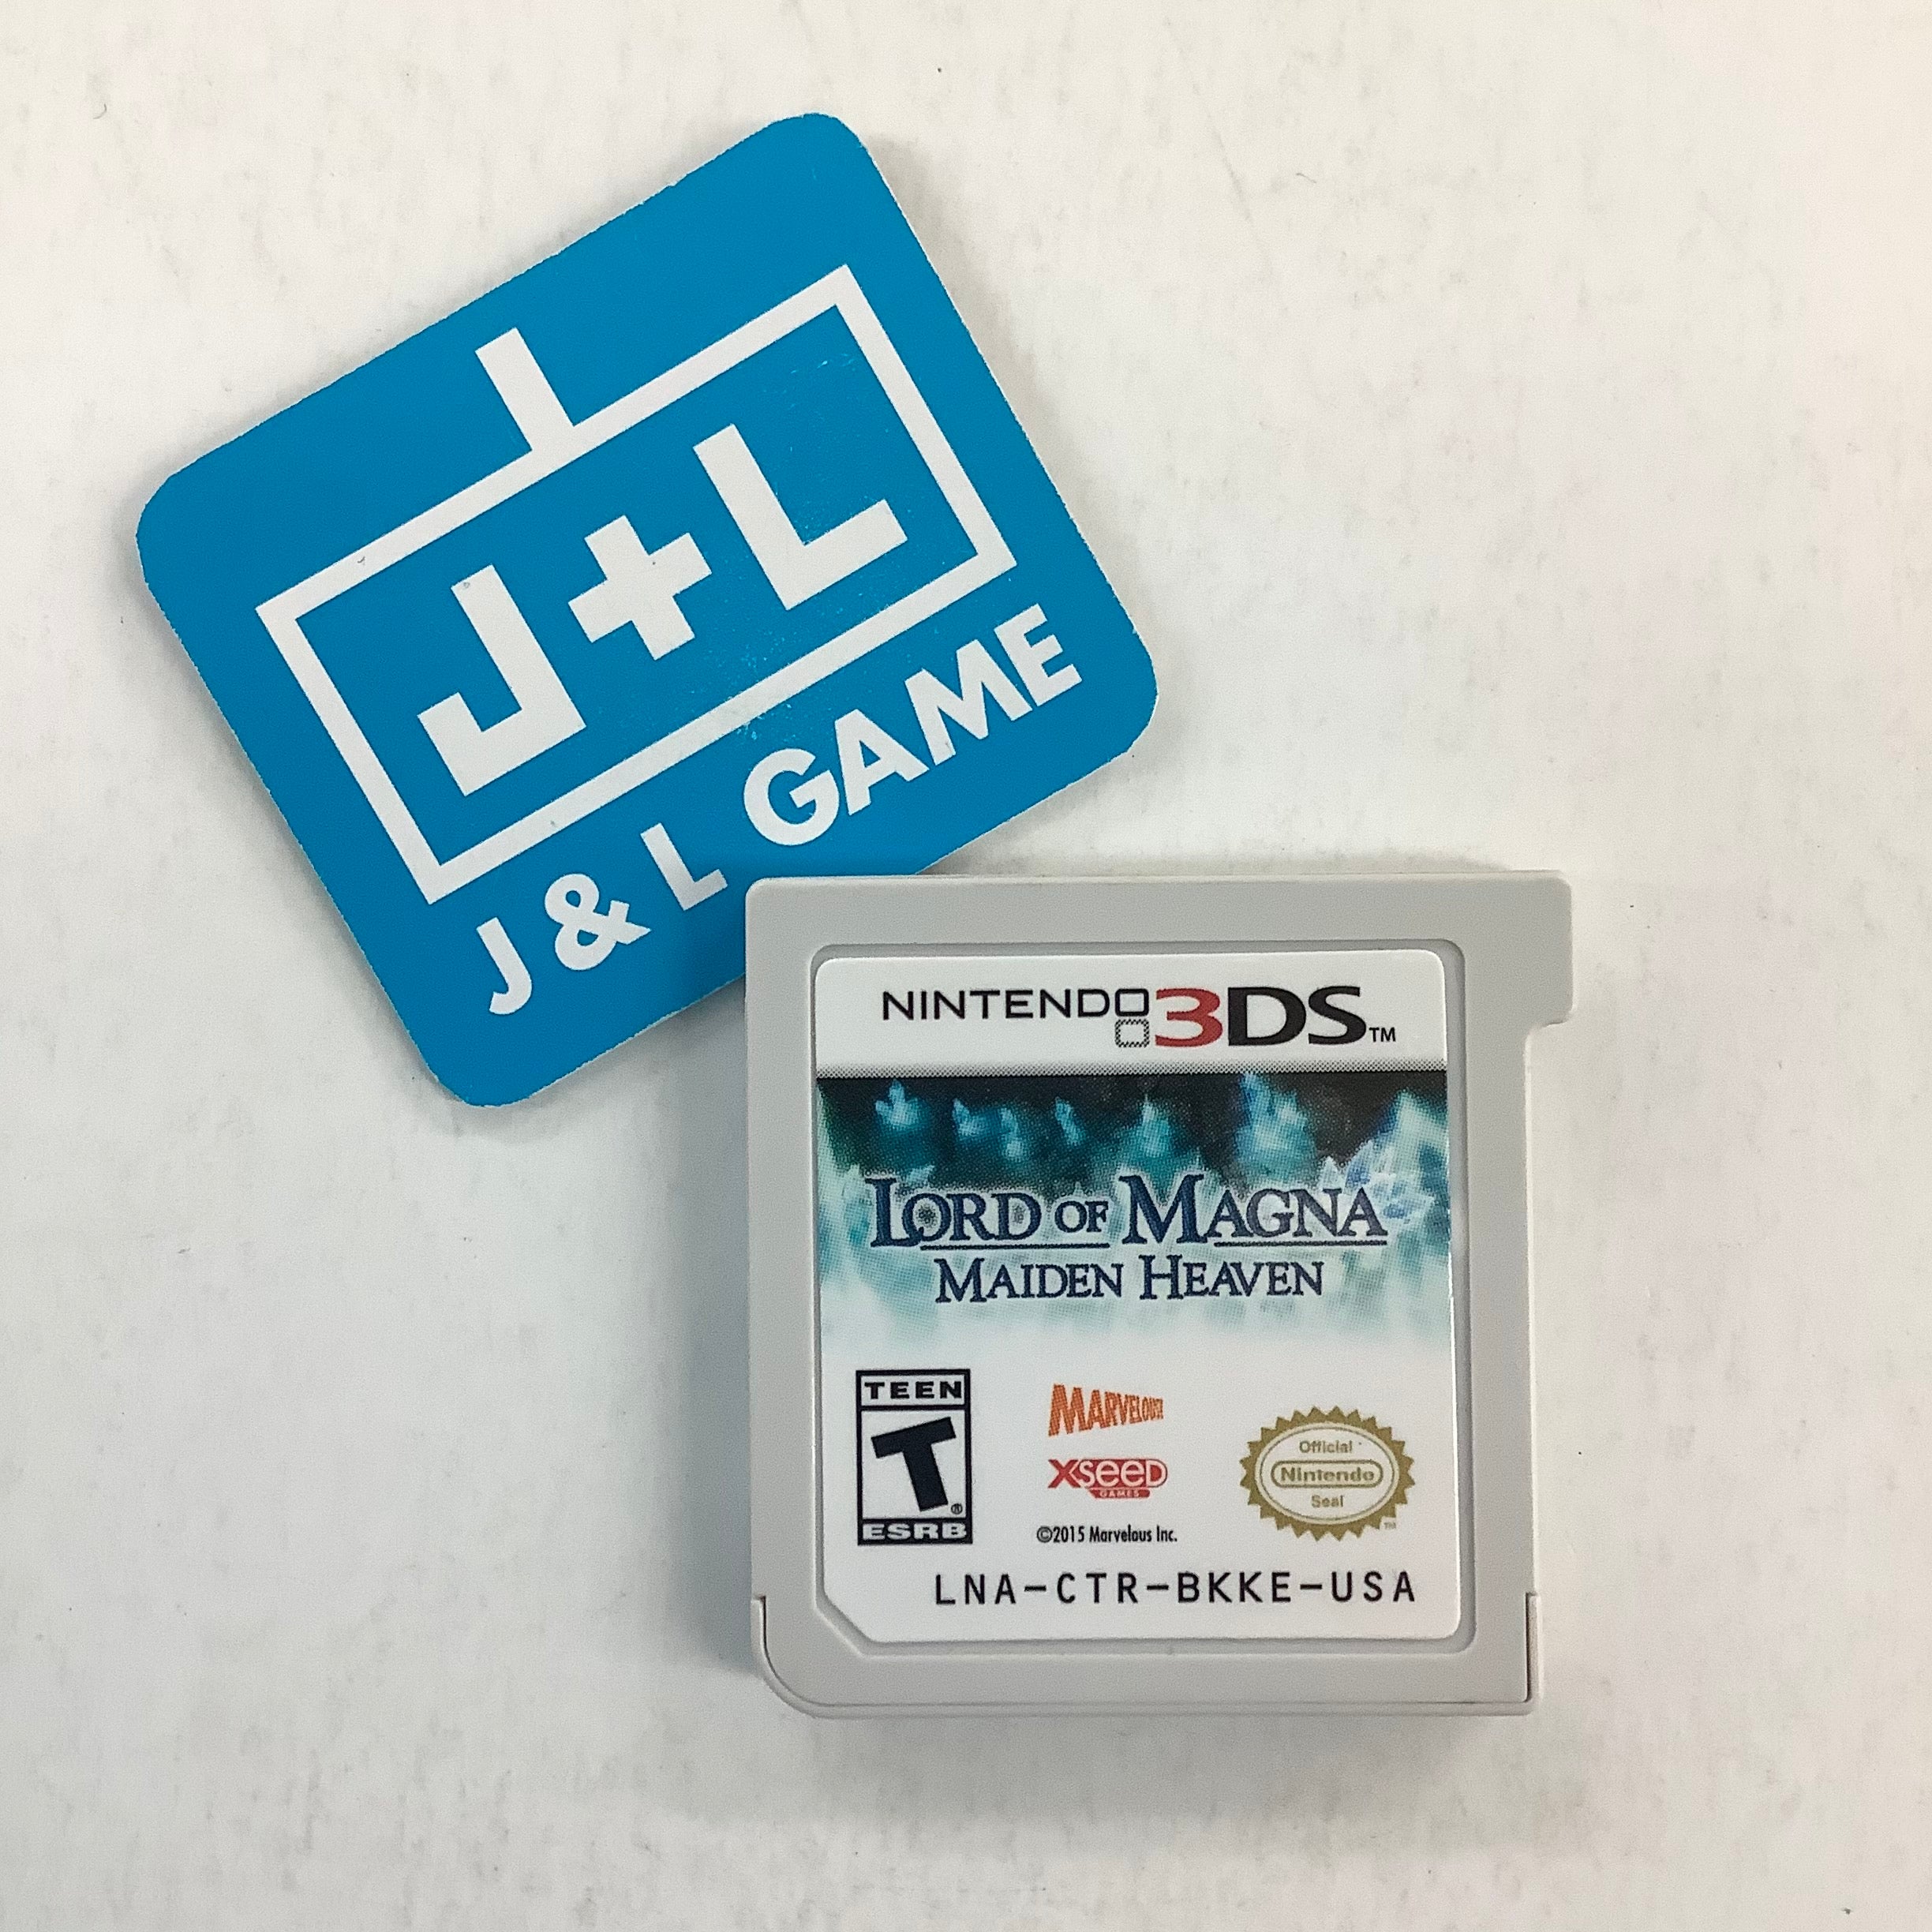 J+L
J & L GAME
NINTENDO 3DS™
LORD OF MAGNA
MAIDEN HEAVEN
TEEN
T®
ESRB
MARVELOUS!
XSEED
GAMES
©2015 Marvelous Inc.
Official
Nintendo
Seal
TM
LNA-CTR-BKKE-USA